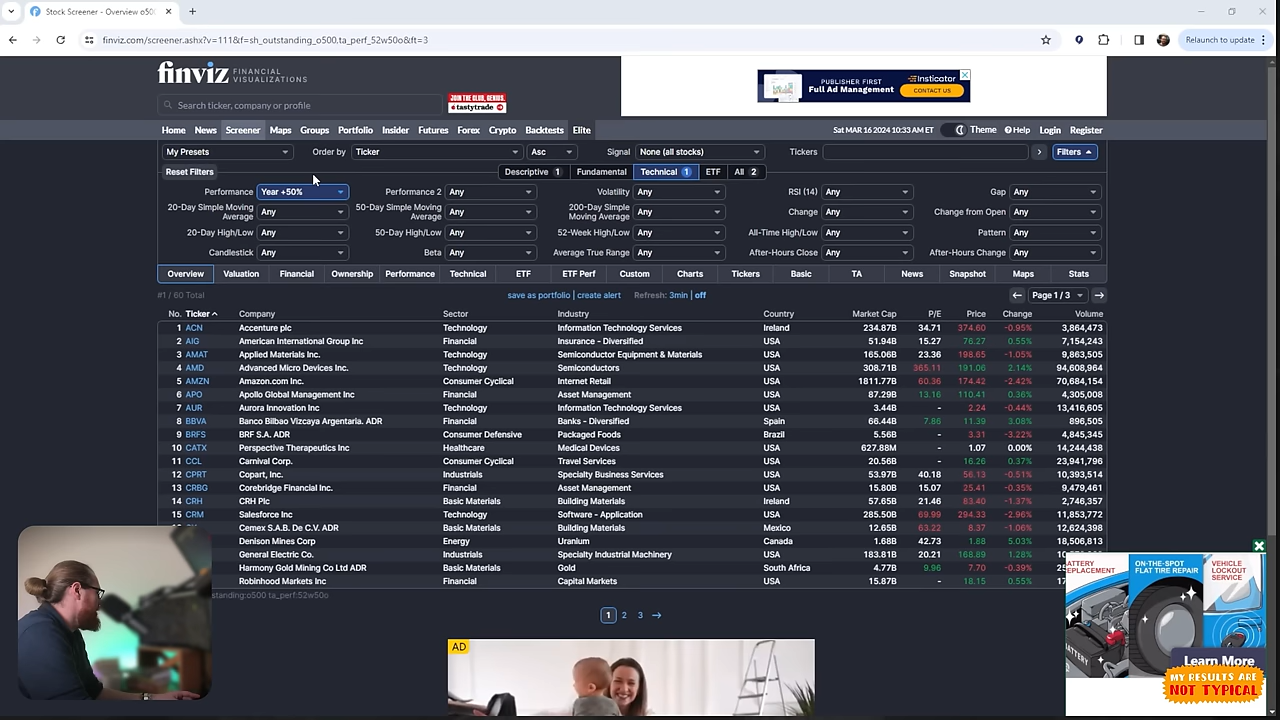 Stock Screener - Overview o500
finviz.com/screener.ashx?v=111&f=sh_outstanding_o500.ta_perf_52w50o&ft=3
Relaunch to update
finviz FINANCIAL VISUALIZATIONS
PUBLISHER FIRST
Full Ad Management
Insticator
CONTACT US
Search ticker, company or profile
JOIN THE CLUB, GENIUS.
tastytrade
Home News Screener Maps Groups Portfolio Insider Futures Forex Crypto Backtests Elite
Sat MAR 16 2024 10:33 AM ET Theme Help Login Register
My Presets Order by Ticker Asc Signal None (all stocks) Tickers > Filters
Reset Filters Descriptive 1 Fundamental Technical 1 ETF All 2
Performance Year +50% Performance 2 Any Volatility Any RSI (14) Any Gap Any
20-Day Simple Moving Average Any 50-Day Simple Moving Average Any 200-Day Simple Moving Average Any Change Any Change from Open Any
20-Day High/Low Any 50-Day High/Low Any 52-Week High/Low Any All-Time High/Low Any Pattern Any
Candlestick Any Beta Any Average True Range Any After-Hours Close Any After-Hours Change Any
Overview Valuation Financial Ownership Performance Technical ETF ETF Perf Custom Charts Tickers Basic TA News Snapshot Maps Stats
#1 / 60 Total save as portfolio | create alert Refresh: 3min | off Page 1 / 3
No. Ticker Company Sector Industry Country Market Cap P/E Price Change Volume
1 ACN Accenture plc Technology Information Technology Services Ireland 234.87B 34.71 374.60 -0.95% 3,864,473
2 AIG American International Group Inc Financial Insurance - Diversified USA 51.94B 15.27 76.27 0.55% 7,154,243
3 AMAT Applied Materials Inc. Technology Semiconductor Equipment & Materials USA 165.06B 23.36 198.65 -1.05% 9,863,505
4 AMD Advanced Micro Devices Inc. Technology Semiconductors USA 308.71B 365.11 191.06 2.14% 94,608,964
5 AMZN Amazon.com Inc. Consumer Cyclical Internet Retail USA 1811.77B 60.36 174.42 -2.42% 70,684,154
6 APO Apollo Global Management Inc Financial Asset Management USA 87.29B 13.16 110.41 0.36% 4,305,008
7 AUR Aurora Innovation Inc Technology Information Technology Services USA 3.44B - 2.24 -0.44% 13,416,605
8 BBVA Banco Bilbao Vizcaya Argentaria. ADR Financial Banks - Diversified Spain 66.44B 7.86 11.39 3.08% 896,505
9 BRFS BRF S.A. ADR Consumer Defensive Packaged Foods Brazil 5.56B - 3.31 -3.22% 4,845,345
10 CATX Perspective Therapeutics Inc Healthcare Medical Devices USA 627.88M - 1.07 0.00% 14,244,438
11 CCL Carnival Corp. Consumer Cyclical Travel Services USA 20.56B - 16.26 0.37% 23,941,796
12 CPRT Copart, Inc. Industrials Specialty Business Services USA 53.97B 40.18 56.13 -0.51% 10,393,514
13 CRBG Corebridge Financial Inc. Financial Asset Management USA 15.80B 15.07 25.41 -0.35% 9,479,461
14 CRH CRH Plc Basic Materials Building Materials Ireland 57.65B 21.46 83.40 -1.37% 2,746,357
15 CRM Salesforce Inc Technology Software - Application USA 285.50B 69.99 294.33 -2.96% 11,853,772
Cemex S.A.B. De C.V. ADR Basic Materials Building Materials Mexico 12.65B 63.22 8.37 -1.06% 12,624,398
Denison Mines Corp Energy Uranium Canada 1.68B 42.73 1.88 5.03% 18,506,813
General Electric Co. Industrials Specialty Industrial Machinery USA 183.81B 20.21 168.89 1.28%
Harmony Gold Mining Co Ltd ADR Basic Materials Gold South Africa 4.77B 9.96 7.70 -0.39%
Robinhood Markets Inc Financial Capital Markets USA 15.87B - 18.15 0.55%
standing:o500 ta_perf:52w50o
1 2 3
AD
BATTERY REPLACEMENT
ON-THE-SPOT FLAT TIRE REPAIR
VEHICLE LOCKOUT SERVICE
BATTERY
Learn More
MY RESULTS ARE
NOT TYPICAL